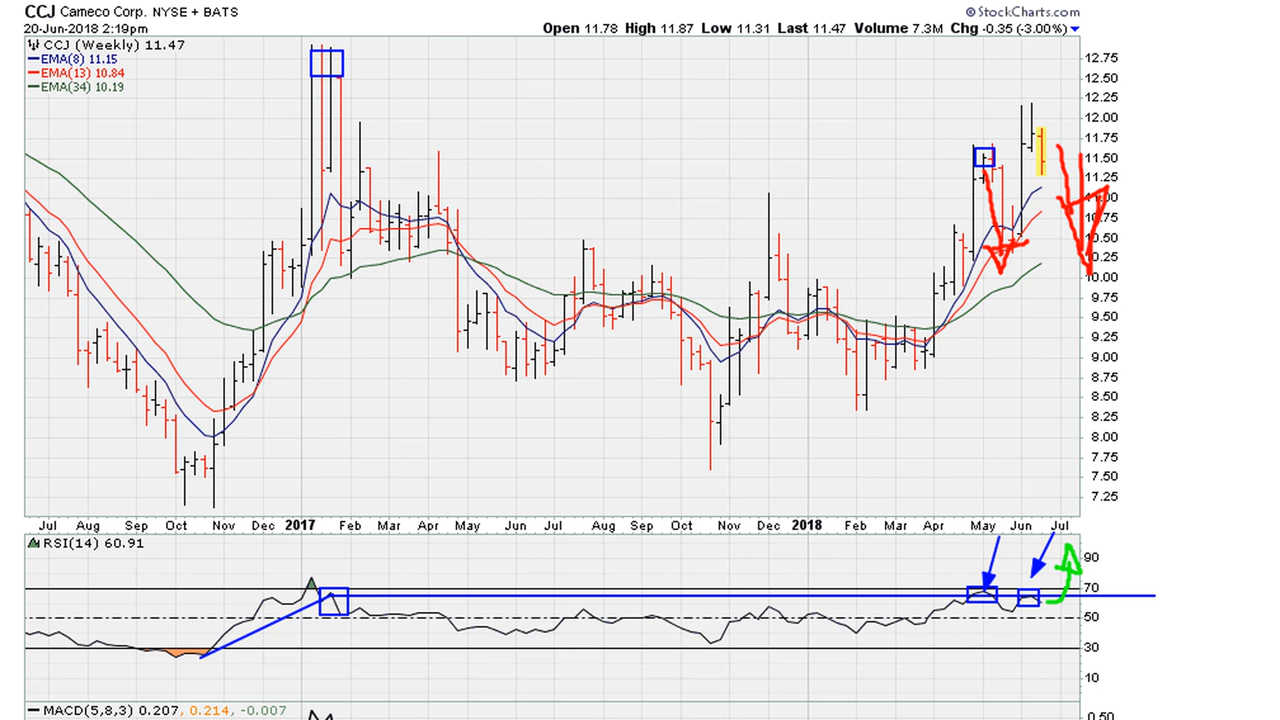 CCJ Cameco Corp. NYSE + BATS
© StockCharts.com
20-Jun-2018 2:19pm
Open 11.78 High 11.87 Low 11.31 Last 11.47 Volume 7.3M Chg -0.35 (-3.00%)
CCJ (Weekly) 11.47
EMA(8) 11.15
EMA(13) 10.84
EMA(34) 10.19
12.75
12.50
12.25
12.00
11.75
11.50
11.25
11.00
10.75
10.50
10.25
10.00
9.75
9.50
9.25
9.00
8.75
8.50
8.25
8.00
7.75
7.50
7.25
Jul Aug Sep Oct Nov Dec 2017 Feb Mar Apr May Jun Jul Aug Sep Oct Nov Dec 2018 Feb Mar Apr May Jun Jul
RSI(14) 60.91
90
70
50
30
10
MACD(5,8,3) 0.207, 0.214, -0.007
0.50